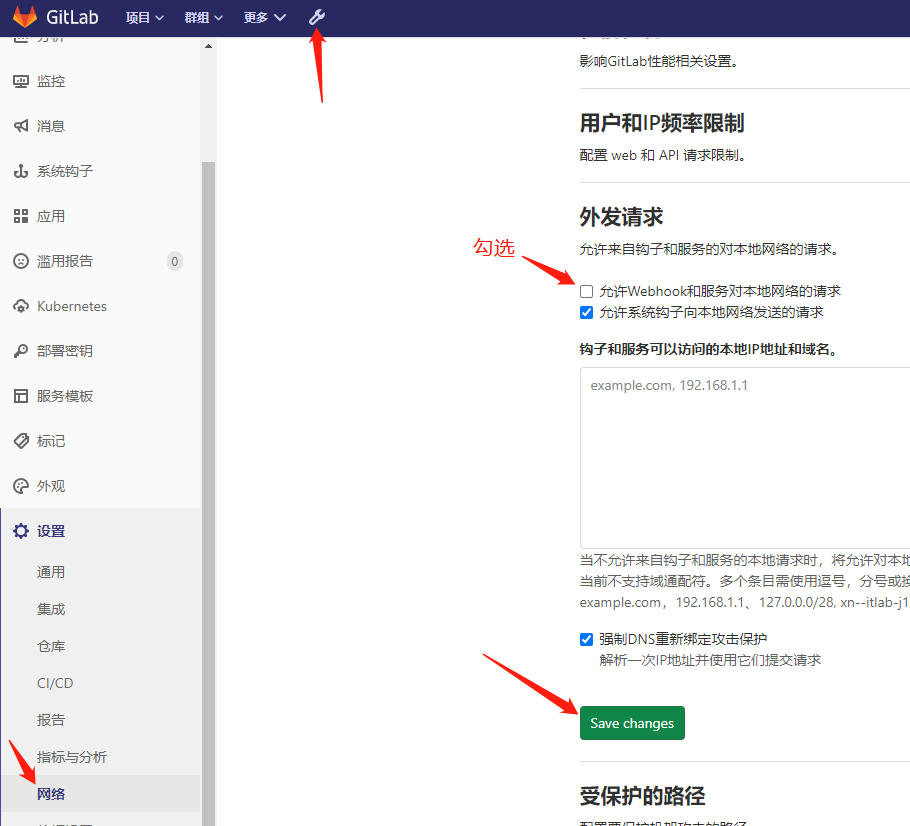 GitLab 项目 群组 更多
监控
消息
系统钩子
应用
滥用报告 0
Kubernetes
部署密钥
服务模板
标记
外观
设置
通用
集成
仓库
CI/CD
报告
指标与分析
网络
影响GitLab性能相关设置。
用户和IP频率限制
配置 web 和 API 请求限制。
外发请求
允许来自钩子和服务的对本地网络的请求。
勾选
允许Webhook和服务对本地网络的请求
允许系统钩子向本地网络发送的请求
钩子和服务可以访问的本地IP地址和域名。
example.com, 192.168.1.1
当不允许来自钩子和服务的本地请求时，将允许对本地
当前不支持域通配符。多个条目需使用逗号，分号或换
example.com，192.168.1.1、127.0.0.0/28, xn--itlab-j1
强制DNS重新绑定攻击保护
解析一次IP地址并使用它们提交请求
Save changes
受保护的路径